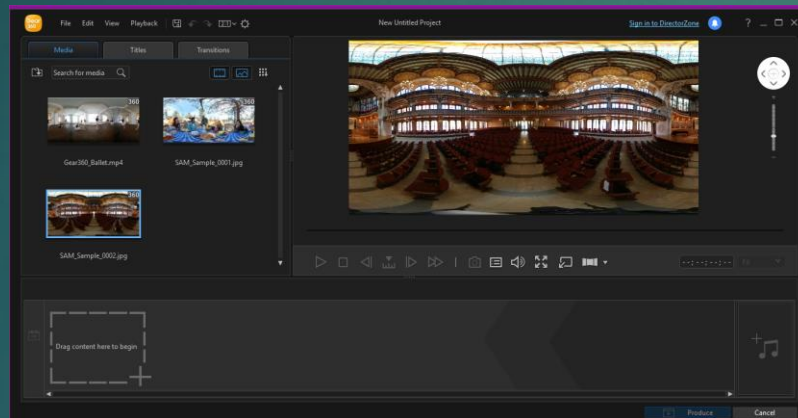 File Edit View Playback
New Untitled Project
Sign in to DirectorZone
Media Titles Transitions
Search for media
360
360
Gear360_Ballet.mp4 SAM_Sample_0001.jpg
360
SAM_Sample_0002.jpg
--:--:--:--
Drag content here to begin
Produce Cancel